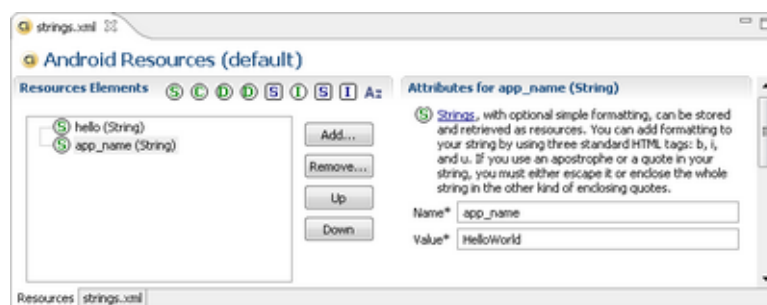 strings.xml
Android Resources (default)
Resources Elements
S C D D S I S I Az
Attributes for app_name (String)
S hello (String)
S app_name (String)
Add...
Remove...
Up
Down
S Strings, with optional simple formatting, can be stored
and retrieved as resources. You can add formatting to
your string by using three standard HTML tags: b, i,
and u. If you use an apostrophe or a quote in your
string, you must either escape it or enclose the whole
string in the other kind of enclosing quotes.
Name* app_name
Value* HelloWorld
Resources strings.xml